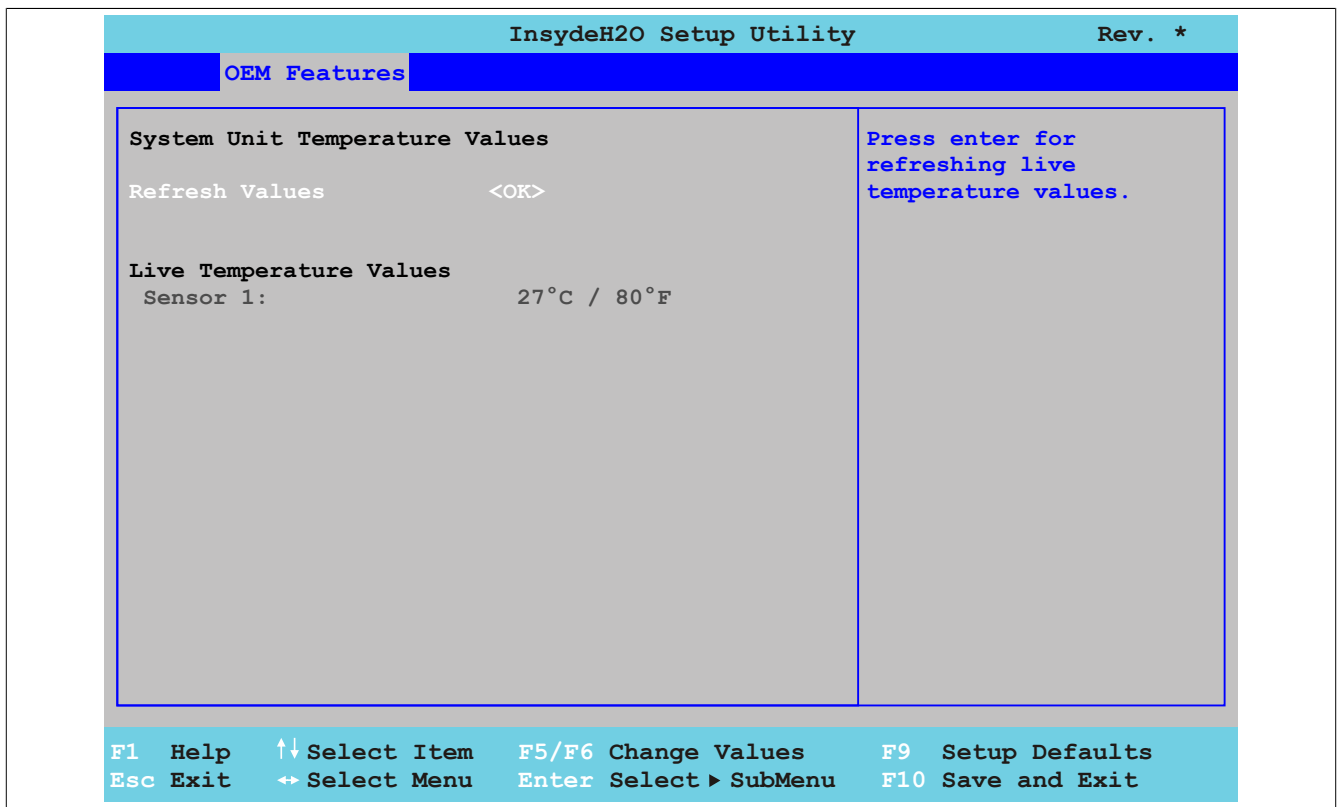 InsydeH2O Setup Utility Rev. *
OEM Features
System Unit Temperature Values
Refresh Values <OK>
Live Temperature Values
Sensor 1: 27°C / 80°F
Press enter for
refreshing live
temperature values.
F1 Help ↑↓ Select Item F5/F6 Change Values F9 Setup Defaults
Esc Exit ↔ Select Menu Enter Select ▶ SubMenu F10 Save and Exit